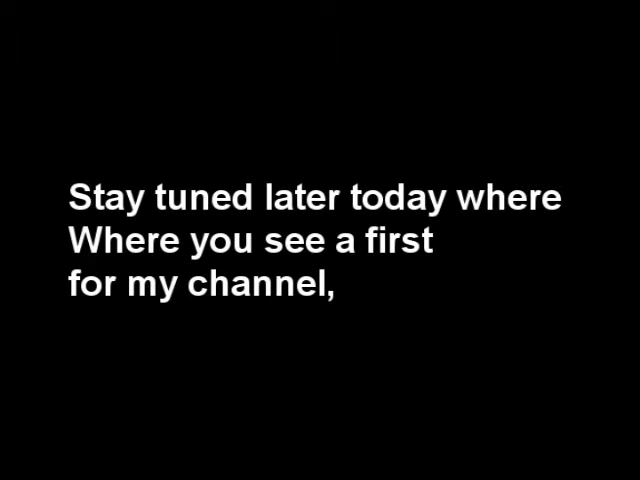 Stay tuned later today where
Where you see a first
for my channel,